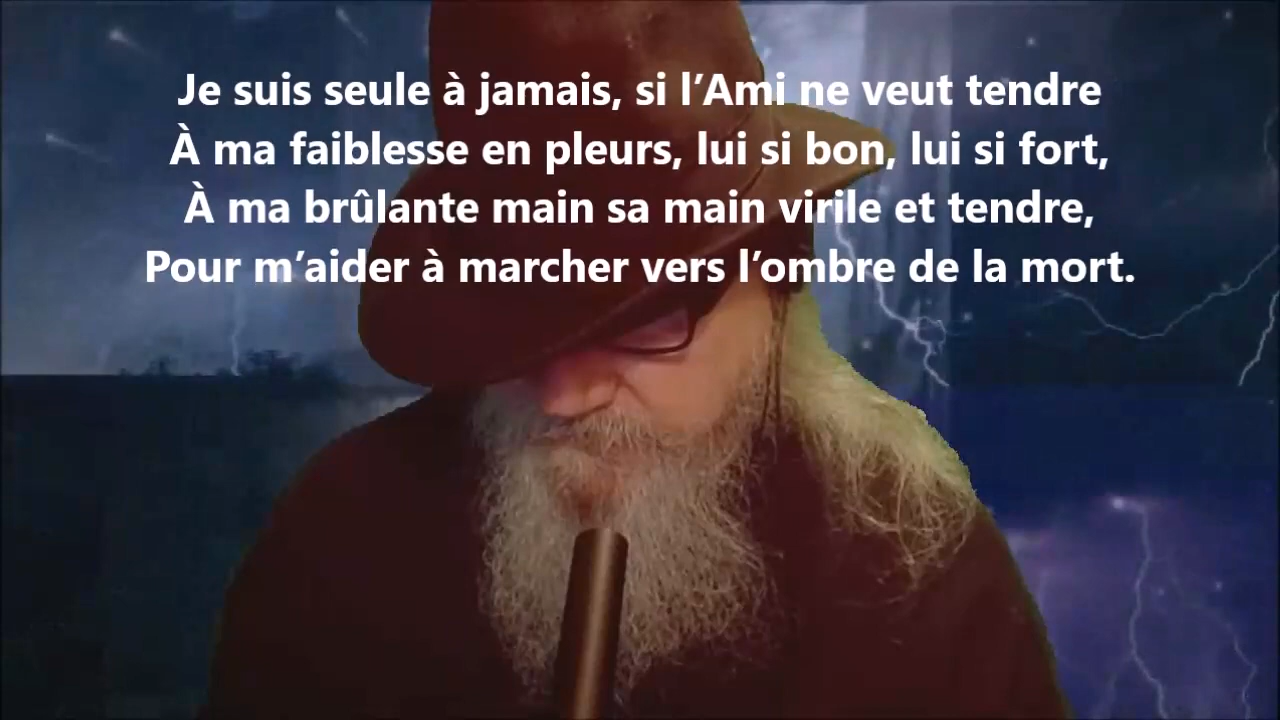 Je suis seule à jamais, si l’Ami ne veut tendre
À ma faiblesse en pleurs, lui si bon, lui si fort,
À ma brûlante main sa main virile et tendre,
Pour m’aider à marcher vers l’ombre de la mort.